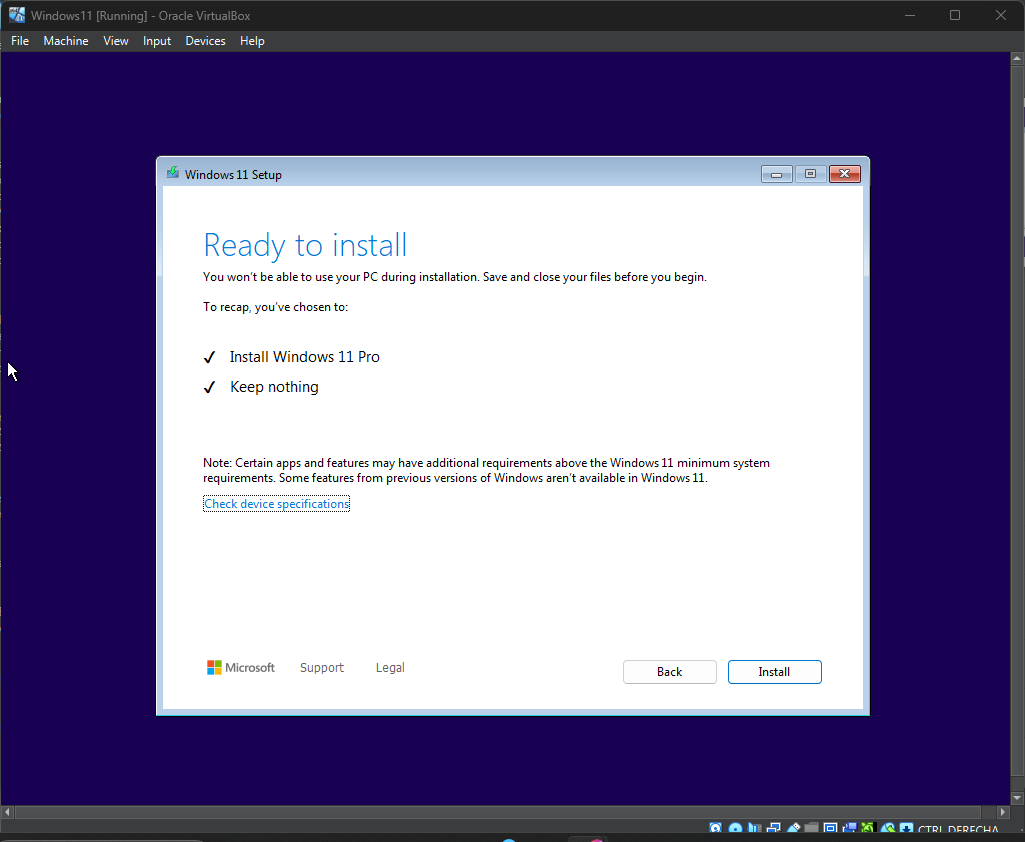 Windows11 [Running] - Oracle VirtualBox
File Machine View Input Devices Help
Windows 11 Setup
Ready to install
You won't be able to use your PC during installation. Save and close your files before you begin.
To recap, you've chosen to:
Install Windows 11 Pro
Keep nothing
Note: Certain apps and features may have additional requirements above the Windows 11 minimum system
requirements. Some features from previous versions of Windows aren't available in Windows 11.
Check device specifications
Microsoft Support Legal
Back Install
CTRL DERECHA